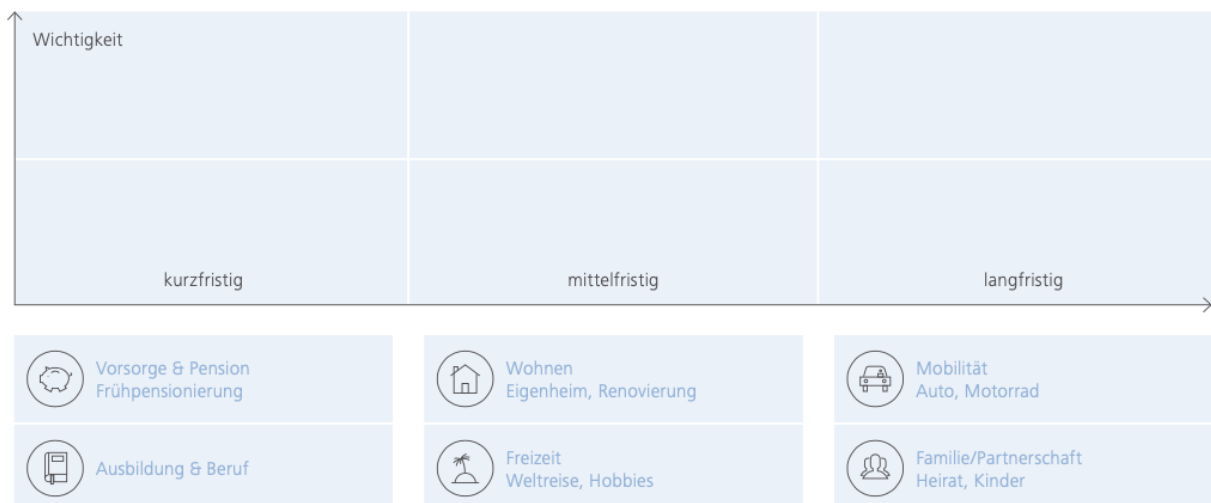 Wichtigkeit
kurzfristig
mittelfristig
langfristig
Vorsorge & Pension
Frühpensionierung
Wohnen
Eigenheim, Renovierung
Mobilität
Auto, Motorrad
Ausbildung & Beruf
Freizeit
Weltreise, Hobbies
Familie/Partnerschaft
Heirat, Kinder